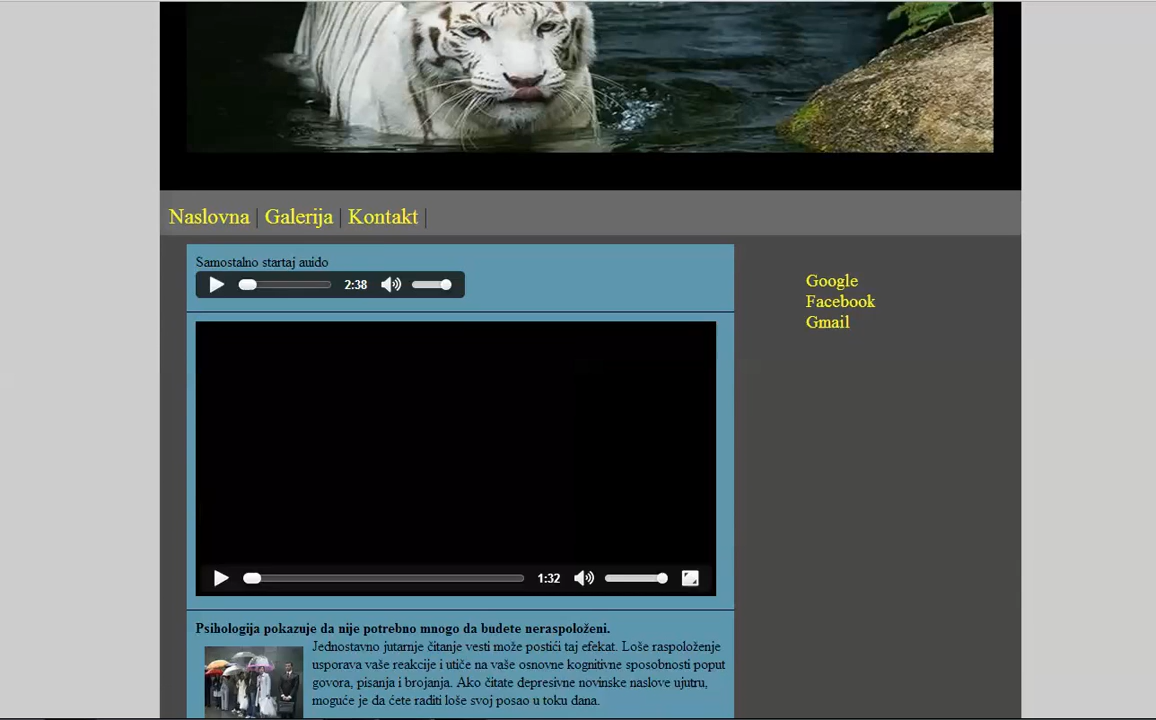 Naslovna | Galerija | Kontakt |
Samostalno startaj auido
2:38
Google
Facebook
Gmail
1:32
Psihologija pokazuje da nije potrebno mnogo da budete neraspoloženi.
Jednostavno jutarnje čitanje vesti može postići taj efekat. Loše raspoloženje
usporava vaše reakcije i utiče na vaše osnovne kognitivne sposobnosti poput
govora, pisanja i brojanja. Ako čitate depresivne novinske naslove ujutru,
moguće je da ćete raditi loše svoj posao u toku dana.